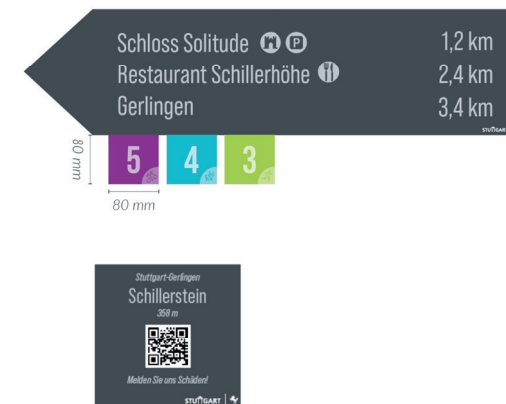 Schloss Solitude P 1,2 km
Restaurant Schillerhöhe 2,4 km
Gerlingen 3,4 km
STUTTGART
80 mm
5 4 3
80 mm
Stuttgart-Gerlingen
Schillerstein
358 m
Melden Sie uns Schäden!
STUTTGART